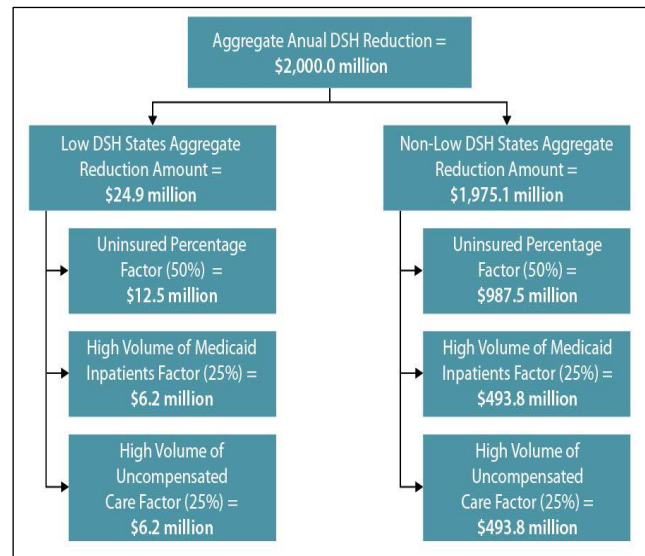 Aggregate Anual DSH Reduction =
$2,000.0 million
Low DSH States Aggregate
Reduction Amount =
$24.9 million
Uninsured Percentage
Factor (50%) =
$12.5 million
High Volume of Medicaid
Inpatients Factor (25%) =
$6.2 million
High Volume of
Uncompensated
Care Factor (25%) =
$6.2 million
Non-Low DSH States Aggregate
Reduction Amount =
$1,975.1 million
Uninsured Percentage
Factor (50%) =
$987.5 million
High Volume of Medicaid
Inpatients Factor (25%) =
$493.8 million
High Volume of
Uncompensated
Care Factor (25%) =
$493.8 million